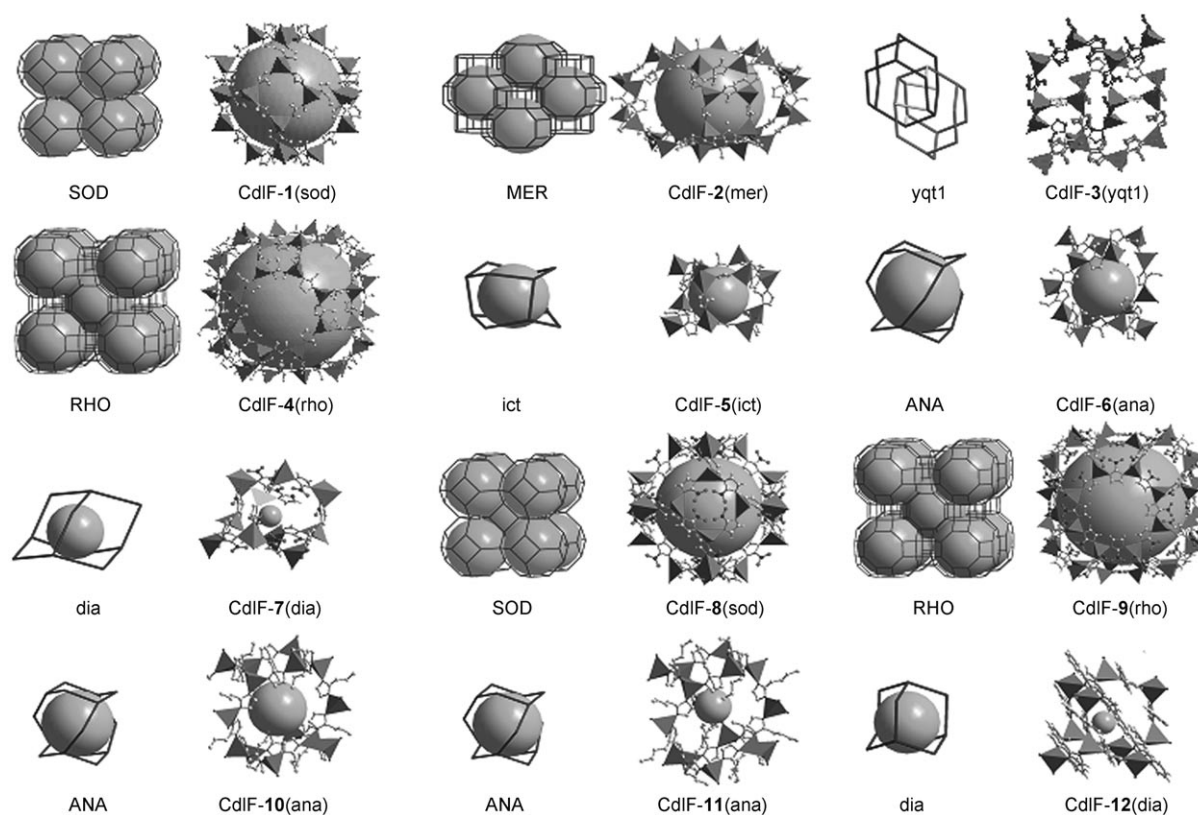 SOD CdIF-1(sod) MER CdIF-2(mer) yqt1 CdIF-3(yqt1)
RHO CdIF-4(rho) ict CdIF-5(ict) ANA CdIF-6(ana)
dia CdIF-7(dia) SOD CdIF-8(sod) RHO CdIF-9(rho)
ANA CdIF-10(ana) ANA CdIF-11(ana) dia CdIF-12(dia)